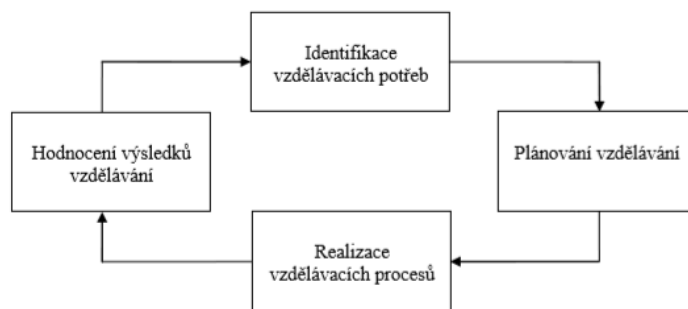 Identifikace
vzdělávacích potřeb
Hodnocení výsledků
vzdělávání
Plánování vzdělávání
Realizace
vzdělávacích procesů